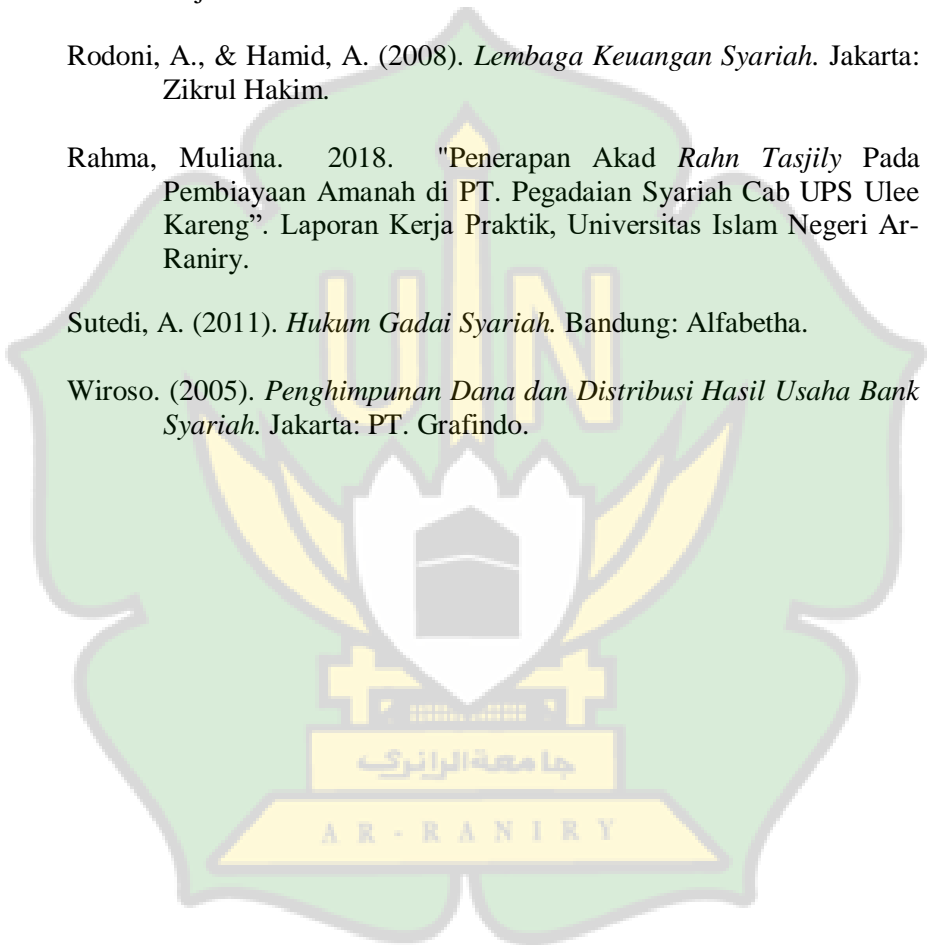 Rodoni, A., & Hamid, A. (2008). Lembaga Keuangan Syariah. Jakarta:
Zikrul Hakim.
Rahma, Muliana. 2018. "Penerapan Akad Rahn Tasjily Pada
Pembiayaan Amanah di PT. Pegadaian Syariah Cab UPS Ulee
Kareng”. Laporan Kerja Praktik, Universitas Islam Negeri Ar-
Raniry.
Sutedi, A. (2011). Hukum Gadai Syariah. Bandung: Alfabetha.
Wiroso. (2005). Penghimpunan Dana dan Distribusi Hasil Usaha Bank
Syariah. Jakarta: PT. Grafindo.
UIN
جامعة الرانري
AR-RANIRY